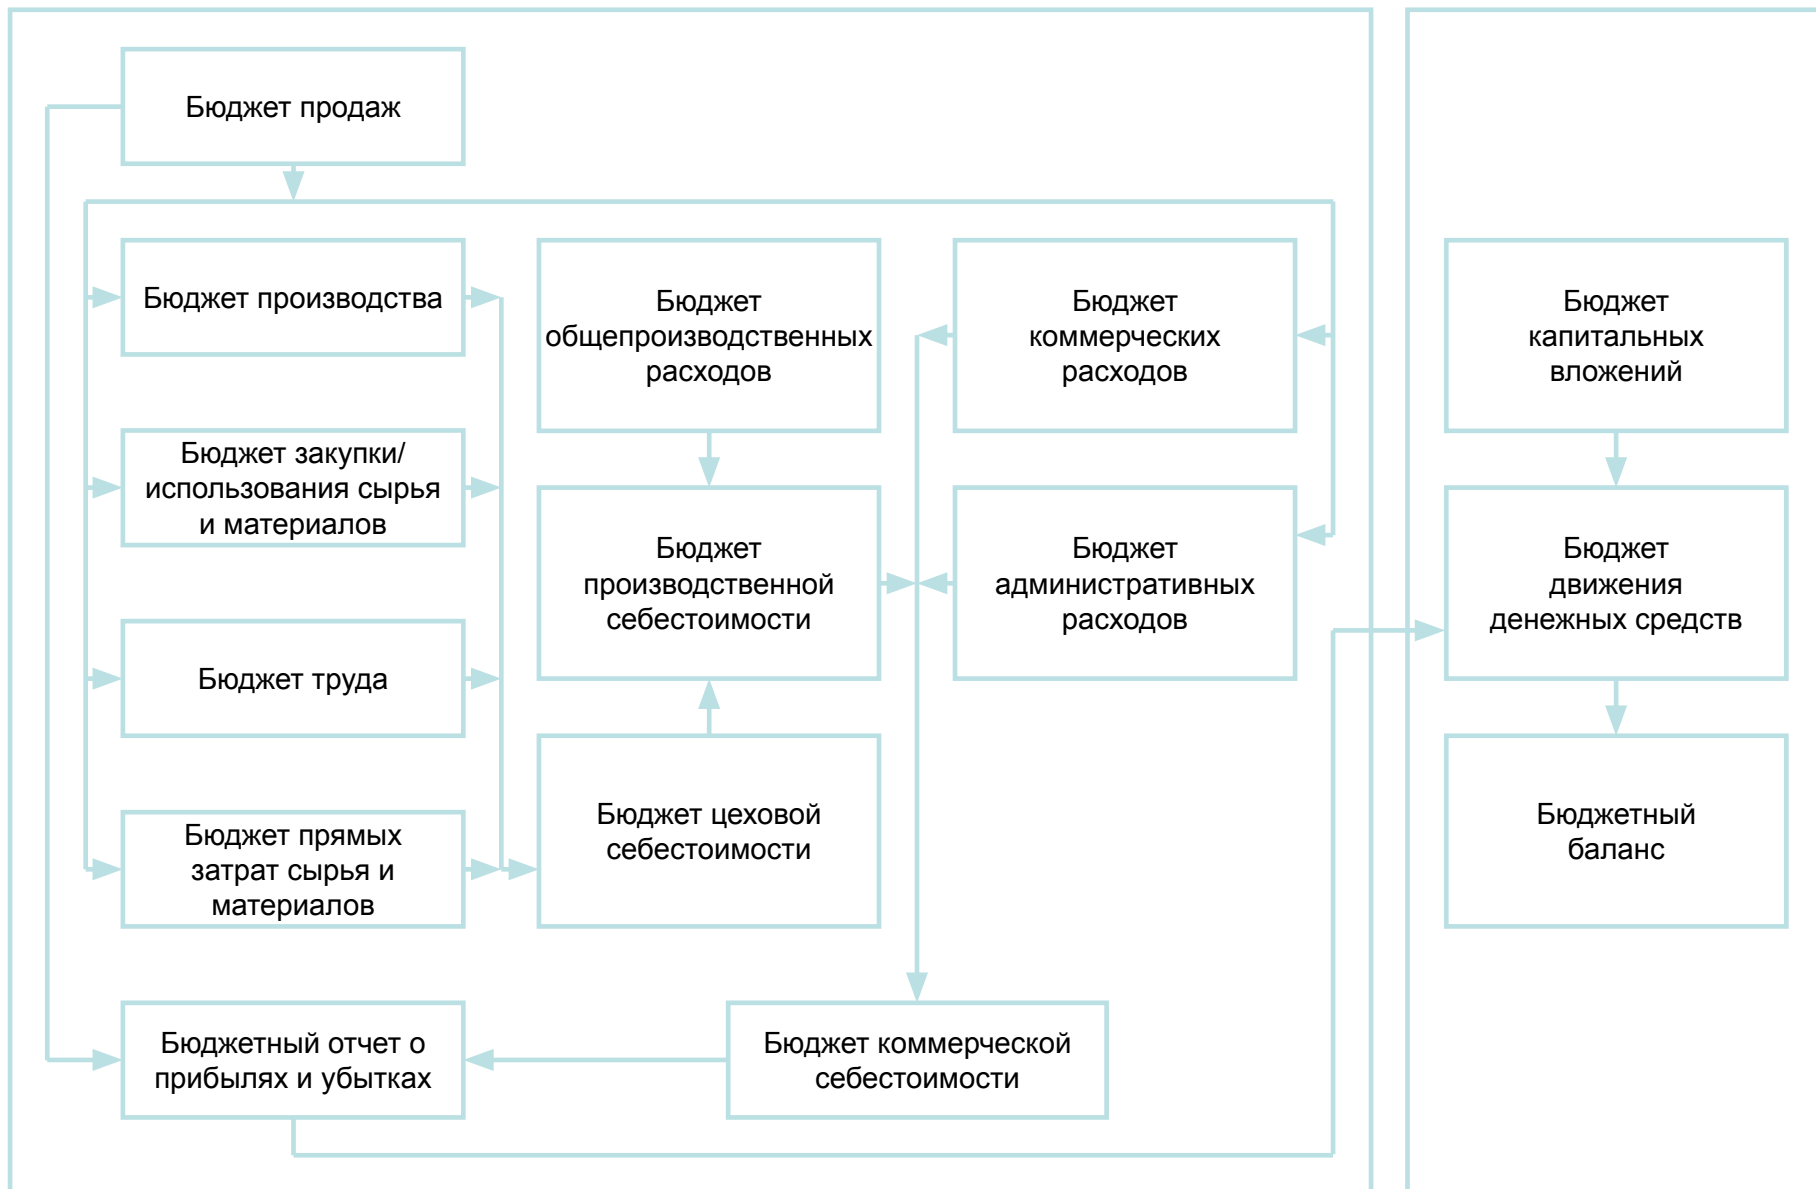 Бюджет продаж
Бюджет производства
Бюджет
общепроизводственных
расходов
Бюджет
коммерческих
расходов
Бюджет
капитальных
вложений
Бюджет закупки/
использования сырья
и материалов
Бюджет
производственной
себестоимости
Бюджет
административных
расходов
Бюджет
движения
денежных средств
Бюджет труда
Бюджет прямых
затрат сырья и
материалов
Бюджет цеховой
себестоимости
Бюджетный
баланс
Бюджетный отчет о
прибылях и убытках
Бюджет коммерческой
себестоимости